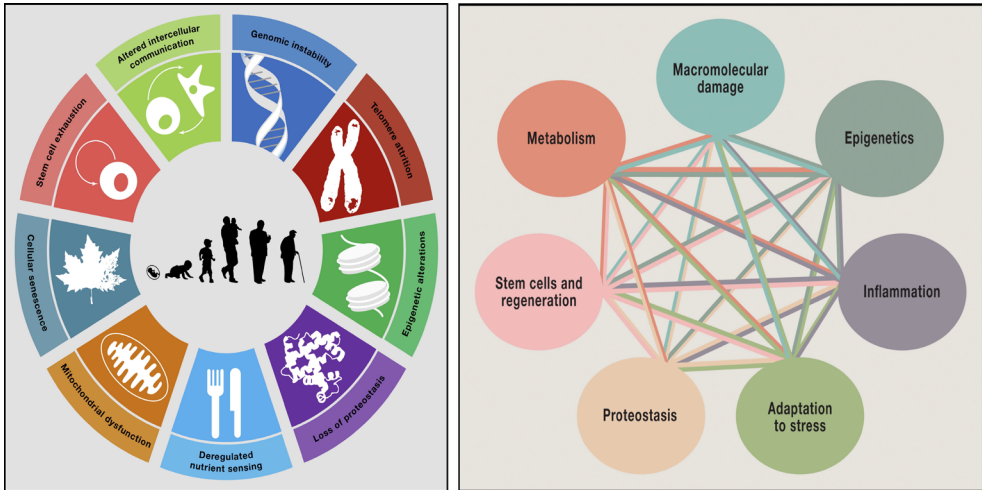 Altered intercellular
communication
Genomic instability
Telomere attrition
Epigenetic alterations
Loss of proteostasis
Deregulated
nutrient sensing
Mitochondrial dysfunction
Cellular senescence
Stem cell exhaustion
Macromolecular
damage
Metabolism
Epigenetics
Stem cells and
regeneration
Inflammation
Proteostasis
Adaptation
to stress